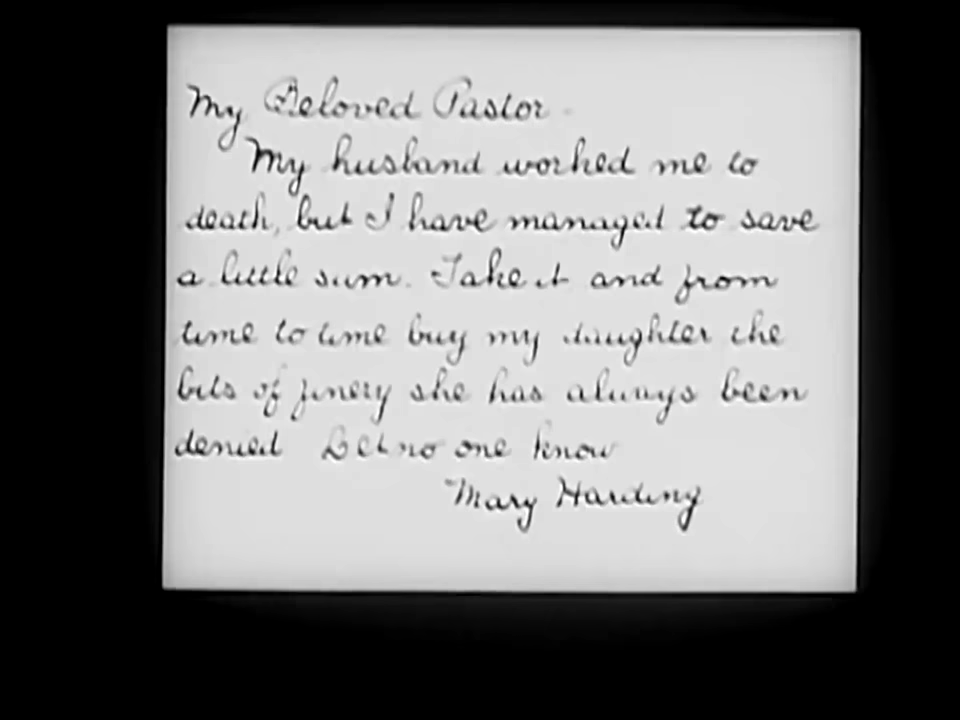 My Beloved Pastor -
My husband worked me to
death, but I have managed to save
a little sum. Take it and from
time to time buy my daughter the
bits of finery she has always been
denied Let no one know
Mary Harding